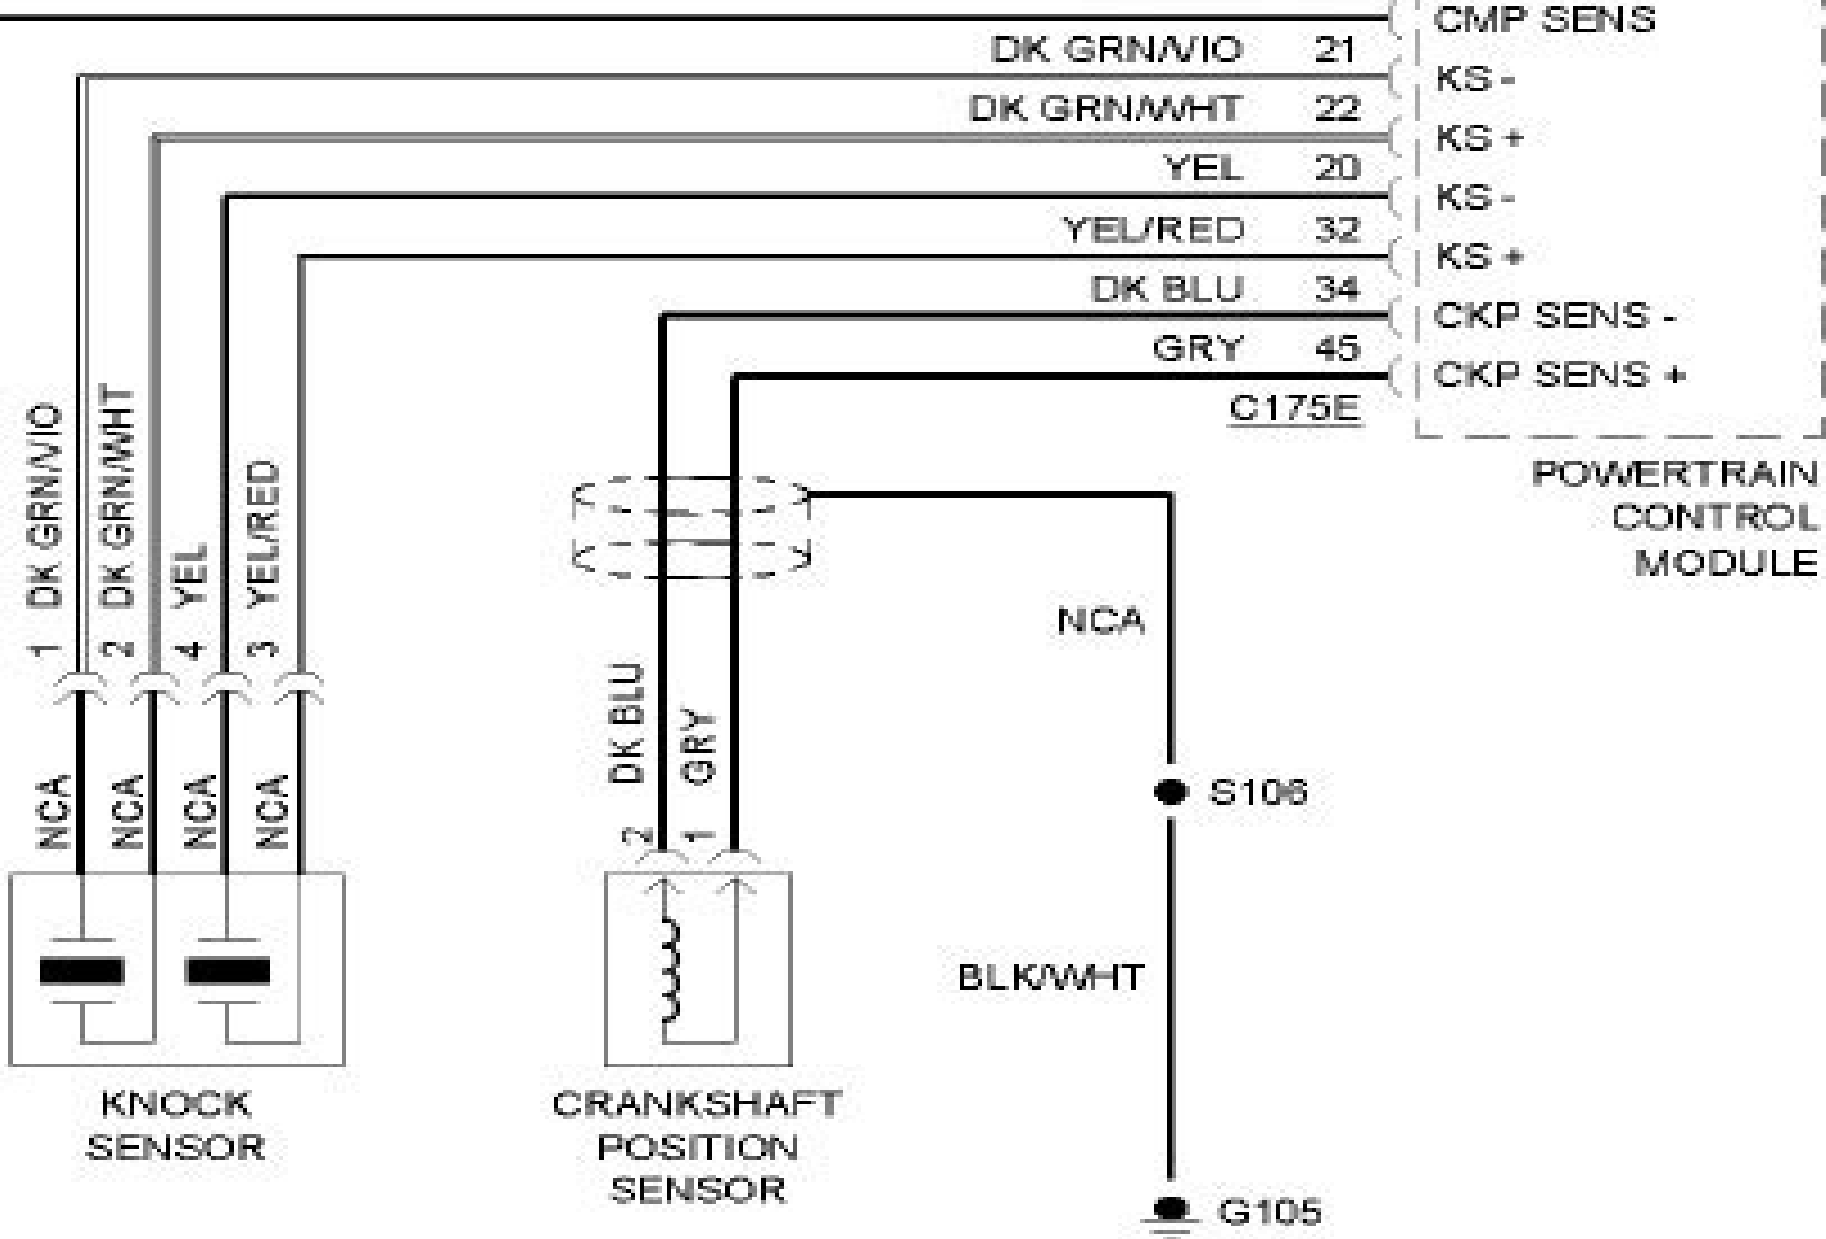 CMP SENS
DK GRN/VIO 21 KS -
DK GRN/WHT 22 KS +
YEL 20 KS -
YEL/RED 32 KS +
DK BLU 34 CKP SENS -
GRY 45 CKP SENS +
C175E
POWERTRAIN
CONTROL
MODULE
1 DK GRN/VIO
2 DK GRN/WHT
4 YEL
3 YEL/RED
NCA
NCA
NCA
NCA
2 DK BLU
1 GRY
NCA
S106
BLK/WHT
G105
KNOCK
SENSOR
CRANKSHAFT
POSITION
SENSOR